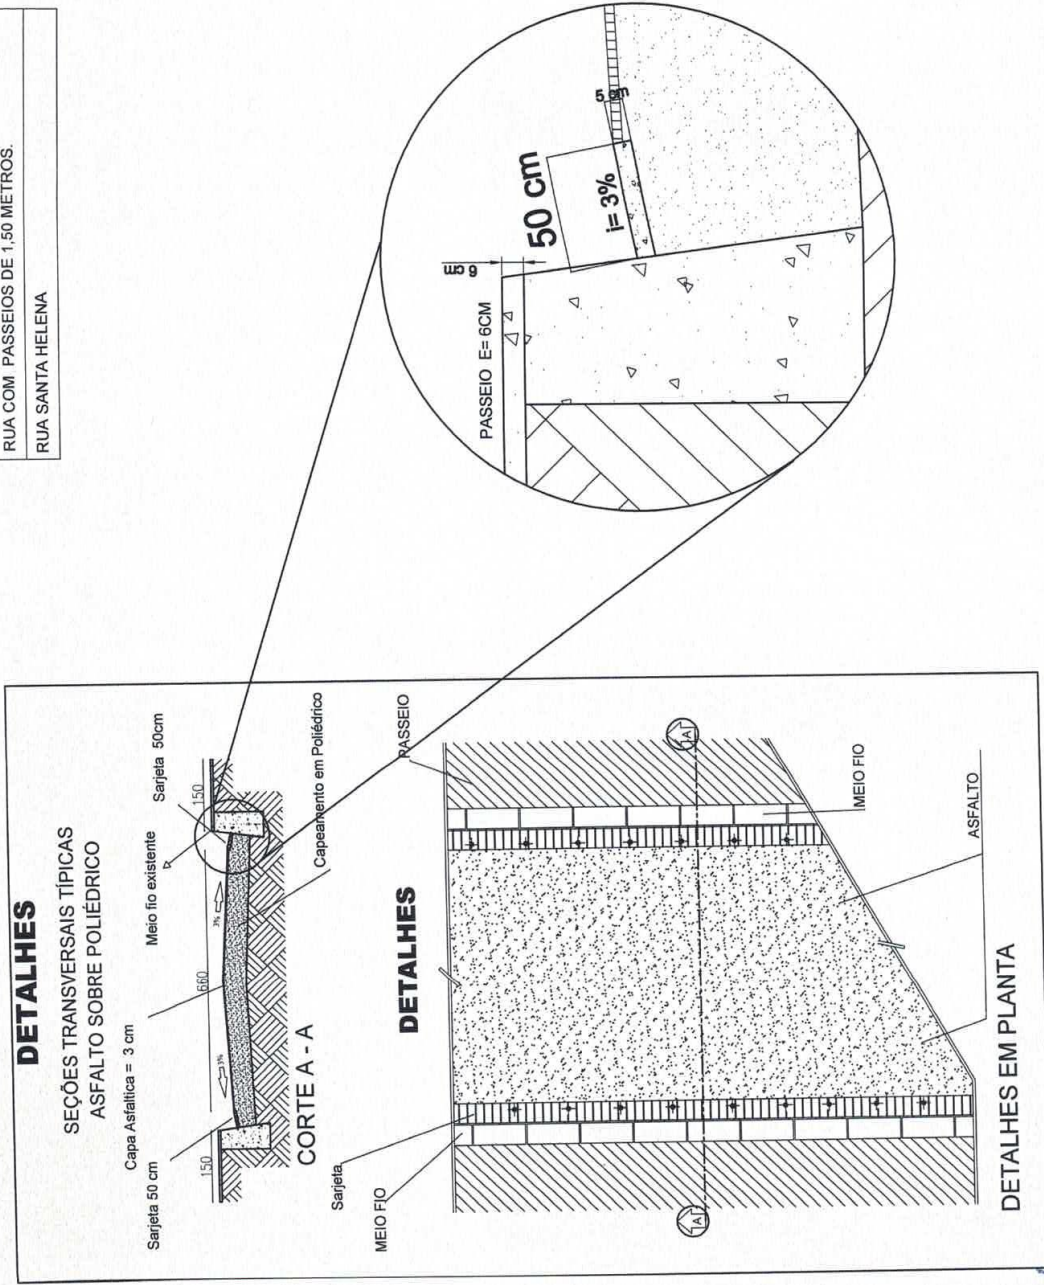 RUA COM PASSEIOS DE 1,50 METROS.
RUA SANTA HELENA
DETALHES
SEÇÕES TRANSVERSAIS TÍPICAS
ASFALTO SOBRE POLIÉDRICO
Capa Asfaltica = 3 cm
Meio fio existente
Sarjeta 50 cm
Sarjeta 50cm
150
660
150
3%
3%
Capeamento em Poliédrico
CORTE A - A
DETALHES
Sarjeta
MEIO FIO
PASSEIO
A
A
MEIO FIO
ASFALTO
DETALHES EM PLANTA
6 cm
PASSEIO E= 6CM
50 cm
i= 3%
5 cm